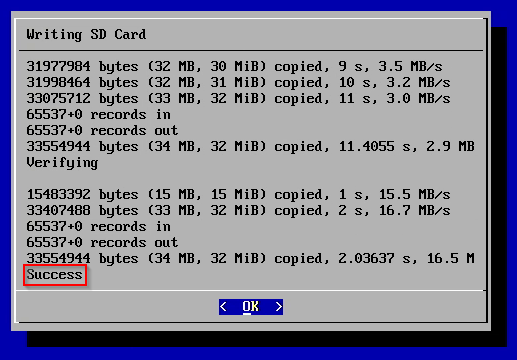 Writing SD Card
31977984 bytes (32 MB, 30 MiB) copied, 9 s, 3.5 MB/s
31998464 bytes (32 MB, 31 MiB) copied, 10 s, 3.2 MB/s
33075712 bytes (33 MB, 32 MiB) copied, 11 s, 3.0 MB/s
65537+0 records in
65537+0 records out
33554944 bytes (34 MB, 32 MiB) copied, 11.4055 s, 2.9 MB
Verifying
15483392 bytes (15 MB, 15 MiB) copied, 1 s, 15.5 MB/s
33407488 bytes (33 MB, 32 MiB) copied, 2 s, 16.7 MB/s
65537+0 records in
65537+0 records out
33554944 bytes (34 MB, 32 MiB) copied, 2.03637 s, 16.5 M
Success
< OK >